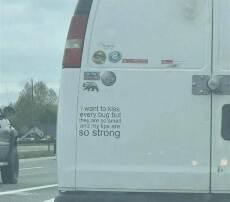 i want to kiss
every bug but
they are so small
and my lips are
so strong